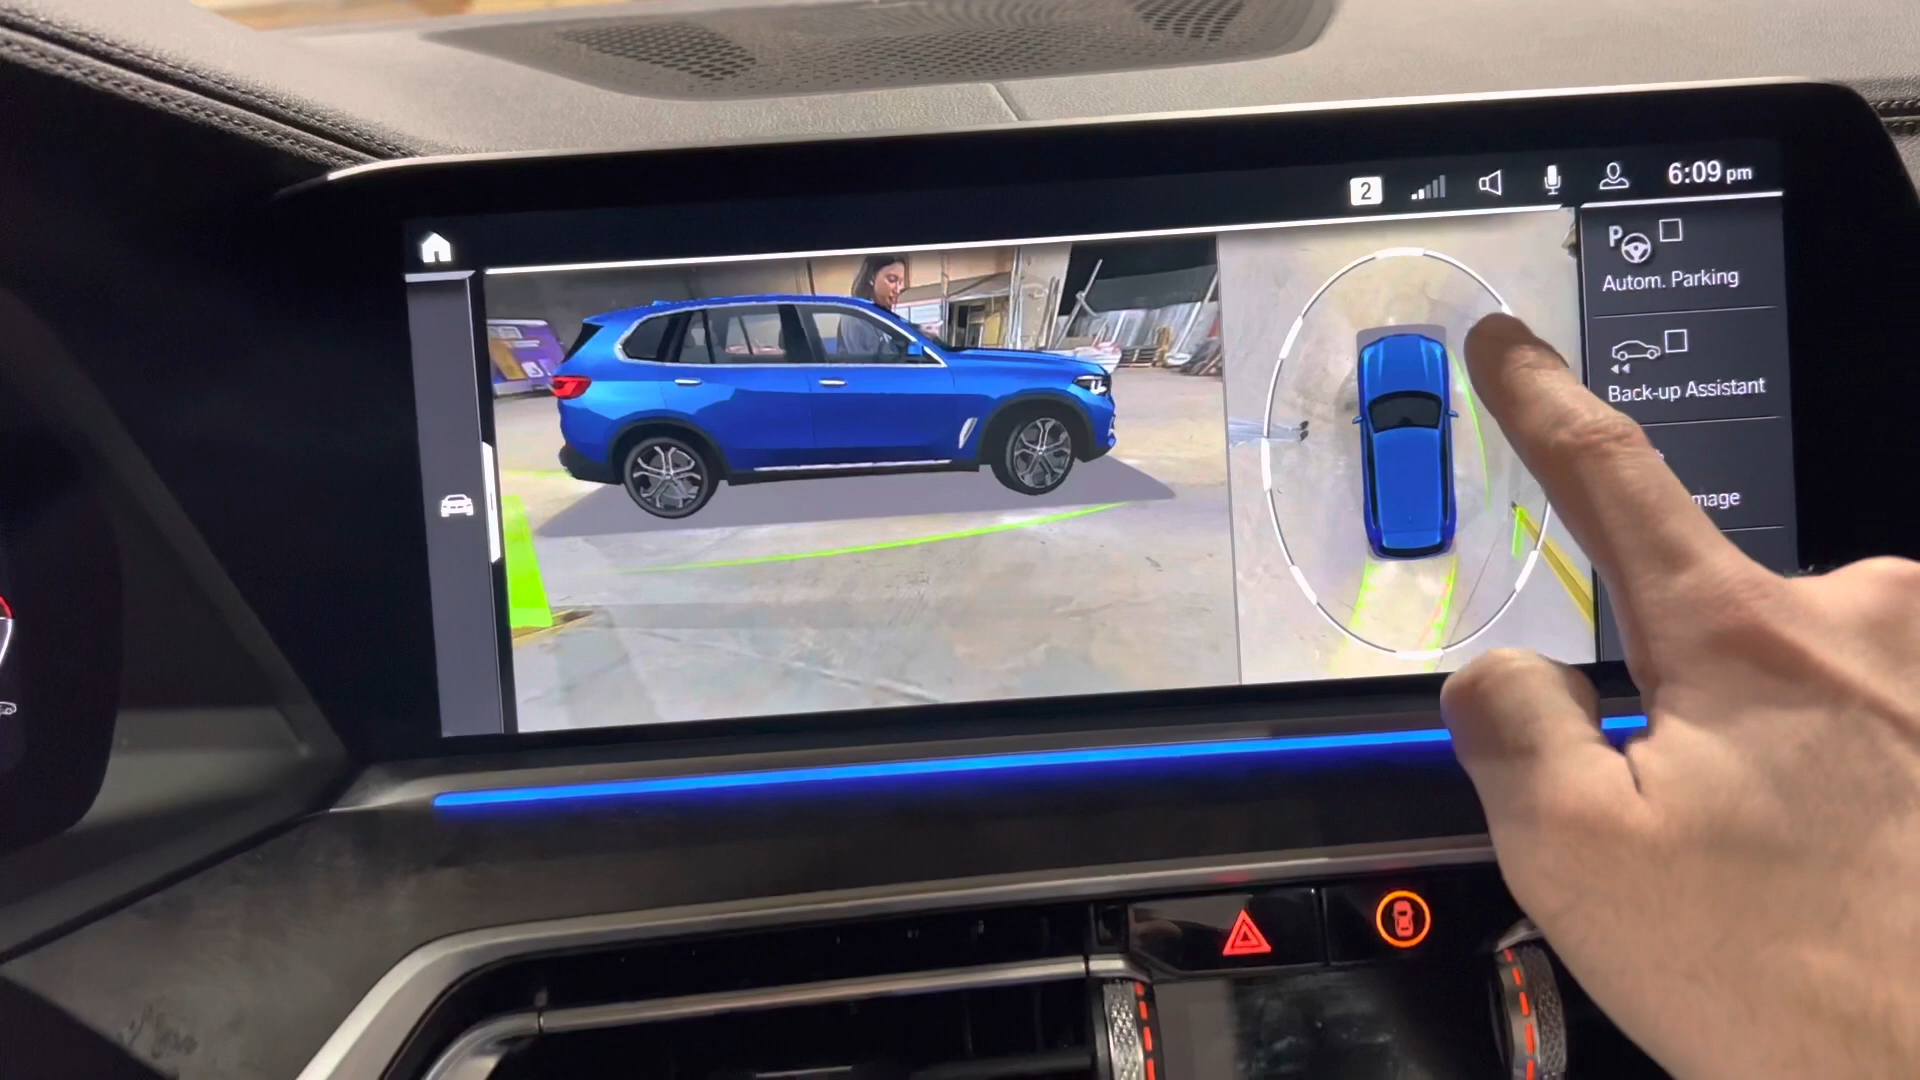 2
6:09 pm
P
Autom. Parking
Back-up Assistant
mage